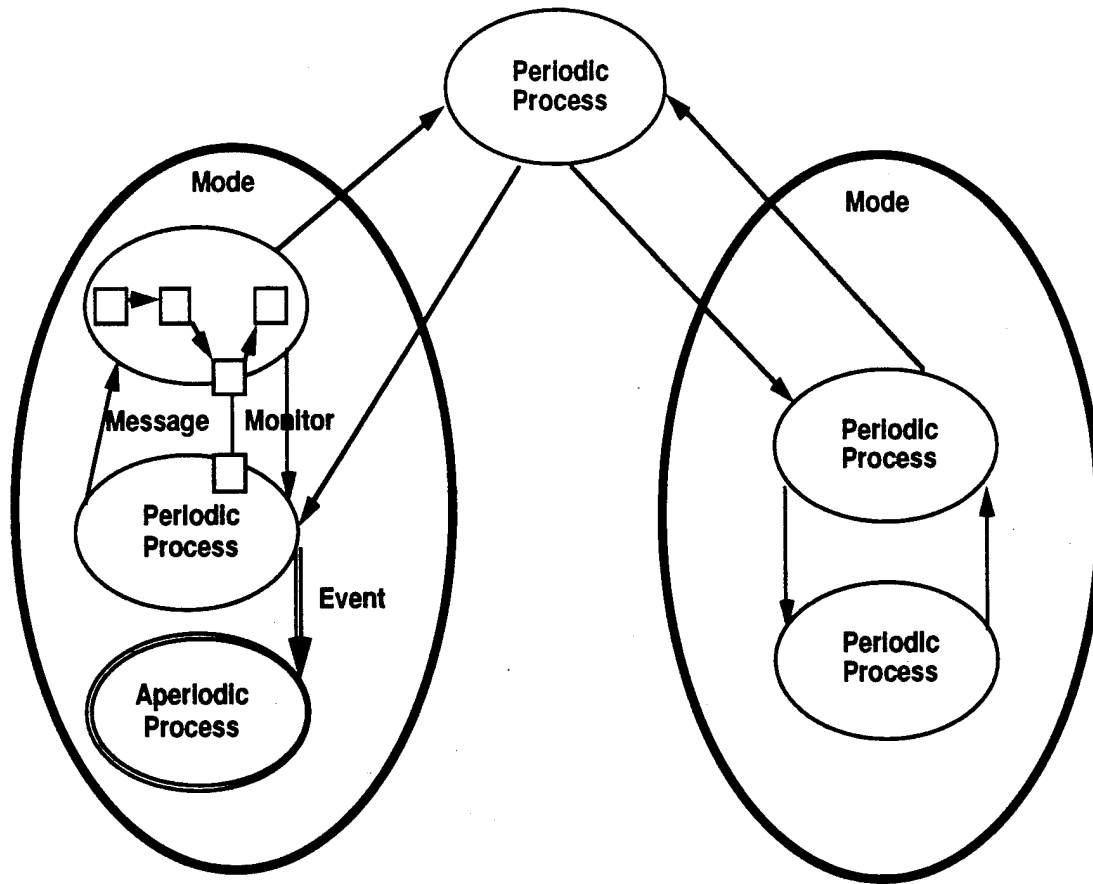 Periodic
Process
Mode
Mode
Message
Monitor
Periodic
Process
Periodic
Process
Event
Periodic
Process
Aperiodic
Process